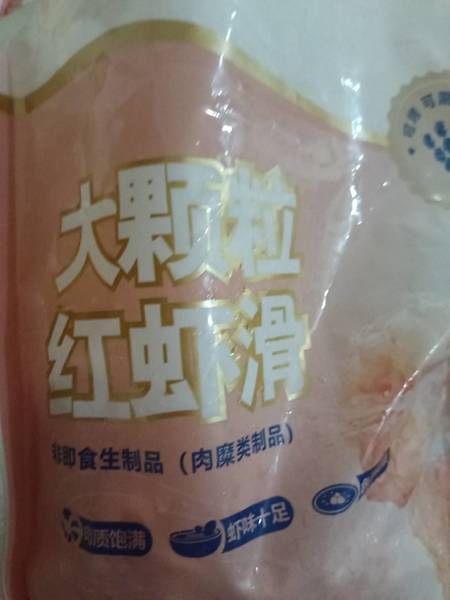 大颗粒
红虾滑
非即食生制品（肉糜类制品）
质饱满
虾味十足